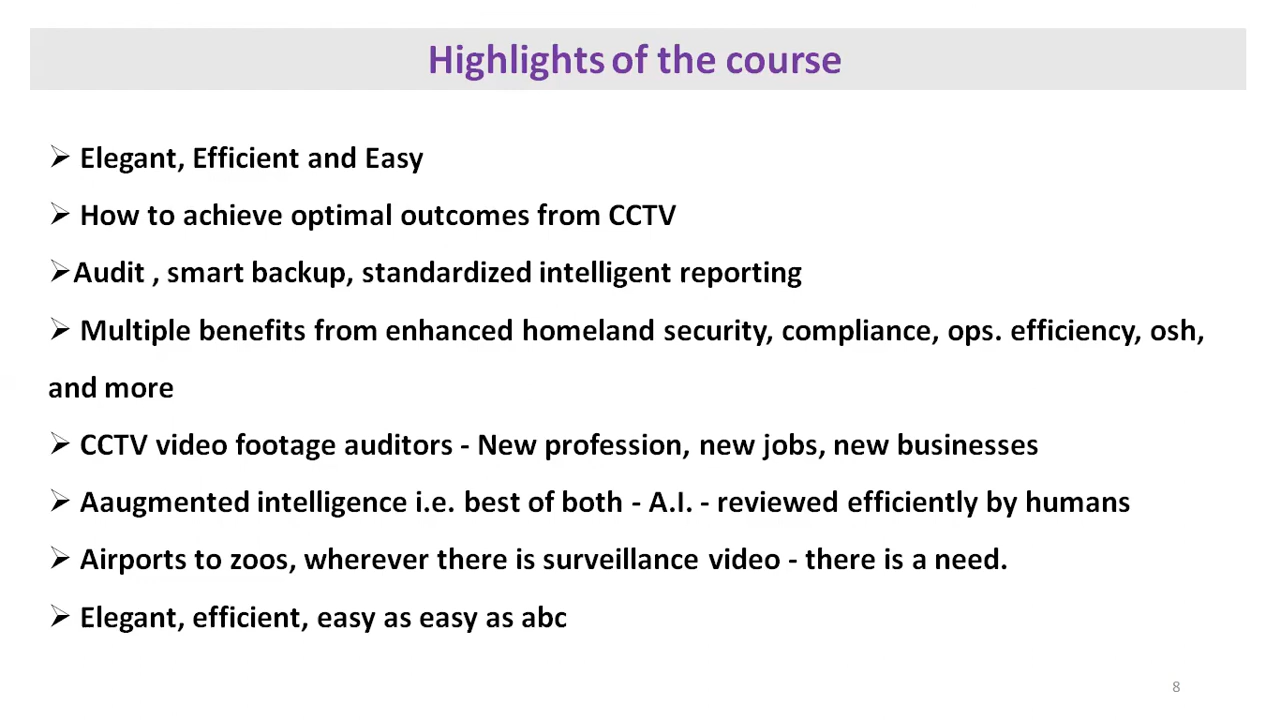 Highlights of the course
➢ Elegant, Efficient and Easy
➢ How to achieve optimal outcomes from CCTV
➢Audit , smart backup, standardized intelligent reporting
➢ Multiple benefits from enhanced homeland security, compliance, ops. efficiency, osh,
and more
➢ CCTV video footage auditors - New profession, new jobs, new businesses
➢ Aaugmented intelligence i.e. best of both - A.I. - reviewed efficiently by humans
➢ Airports to zoos, wherever there is surveillance video - there is a need.
➢ Elegant, efficient, easy as easy as abc
8